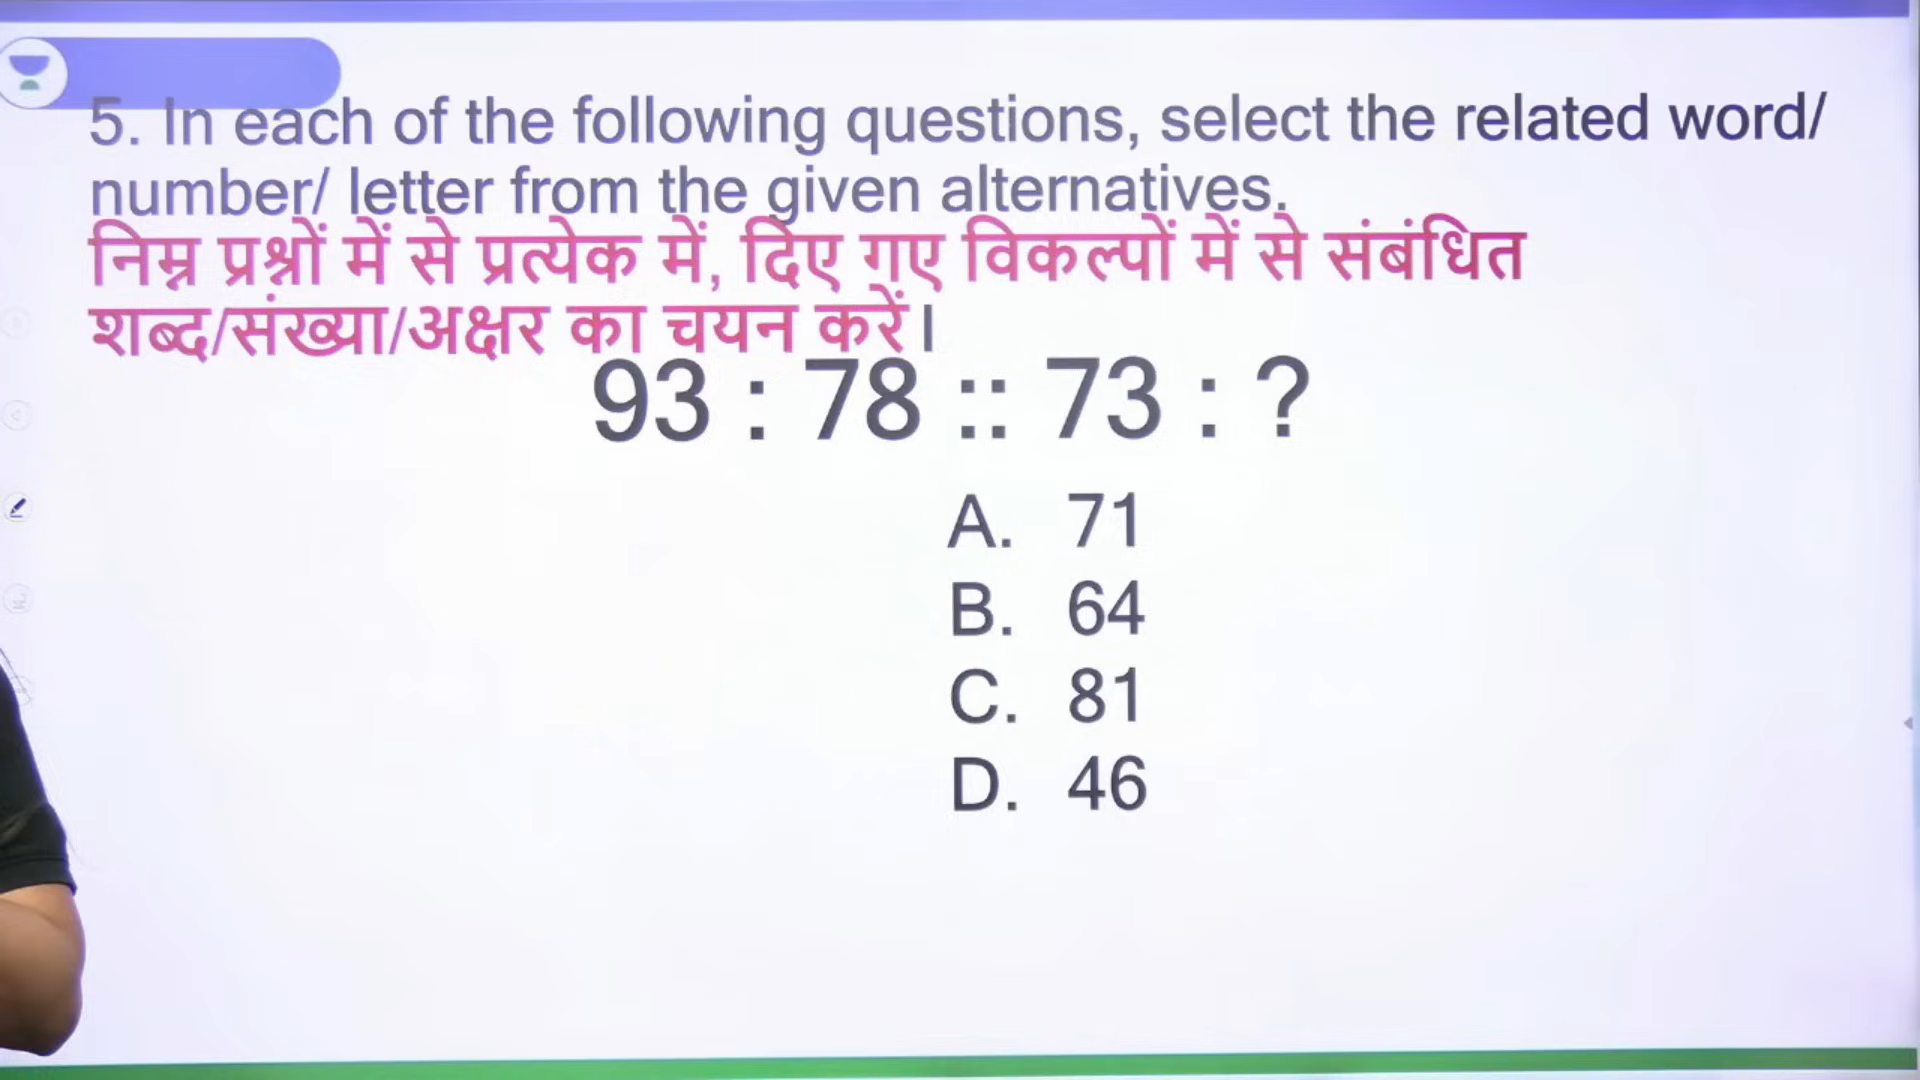 5. In each of the following questions, select the related word/
number/ letter from the given alternatives.
निम्न प्रश्नों में से प्रत्येक में, दिए गए विकल्पों में से संबंधित
शब्द/संख्या/अक्षर का चयन करें।
93 : 78 :: 73 : ?
A. 71
B. 64
C. 81
D. 46